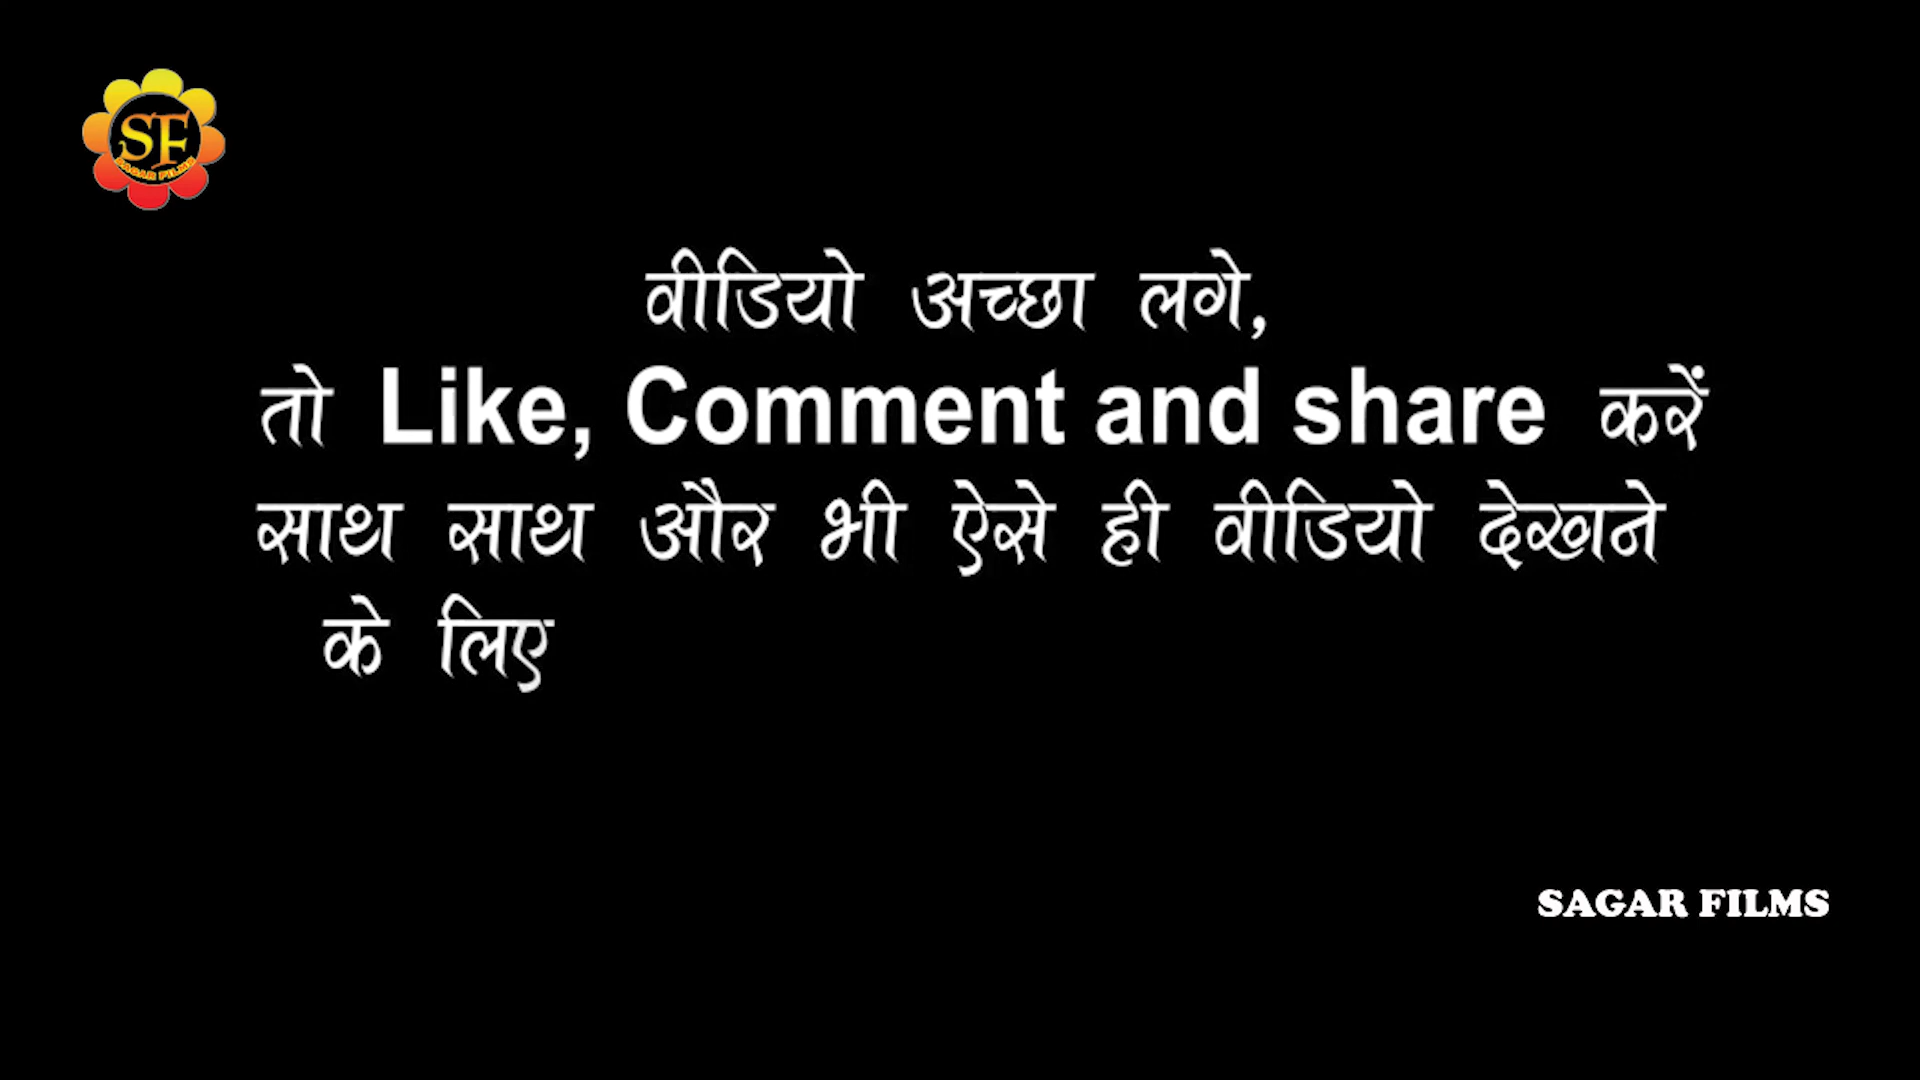 SF
SAGAR FILMS
वीडियो अच्छा लगे,
तो Like, Comment and share करें
साथ साथ और भी ऐसे ही वीडियो देखने
के लिए
SAGAR FILMS